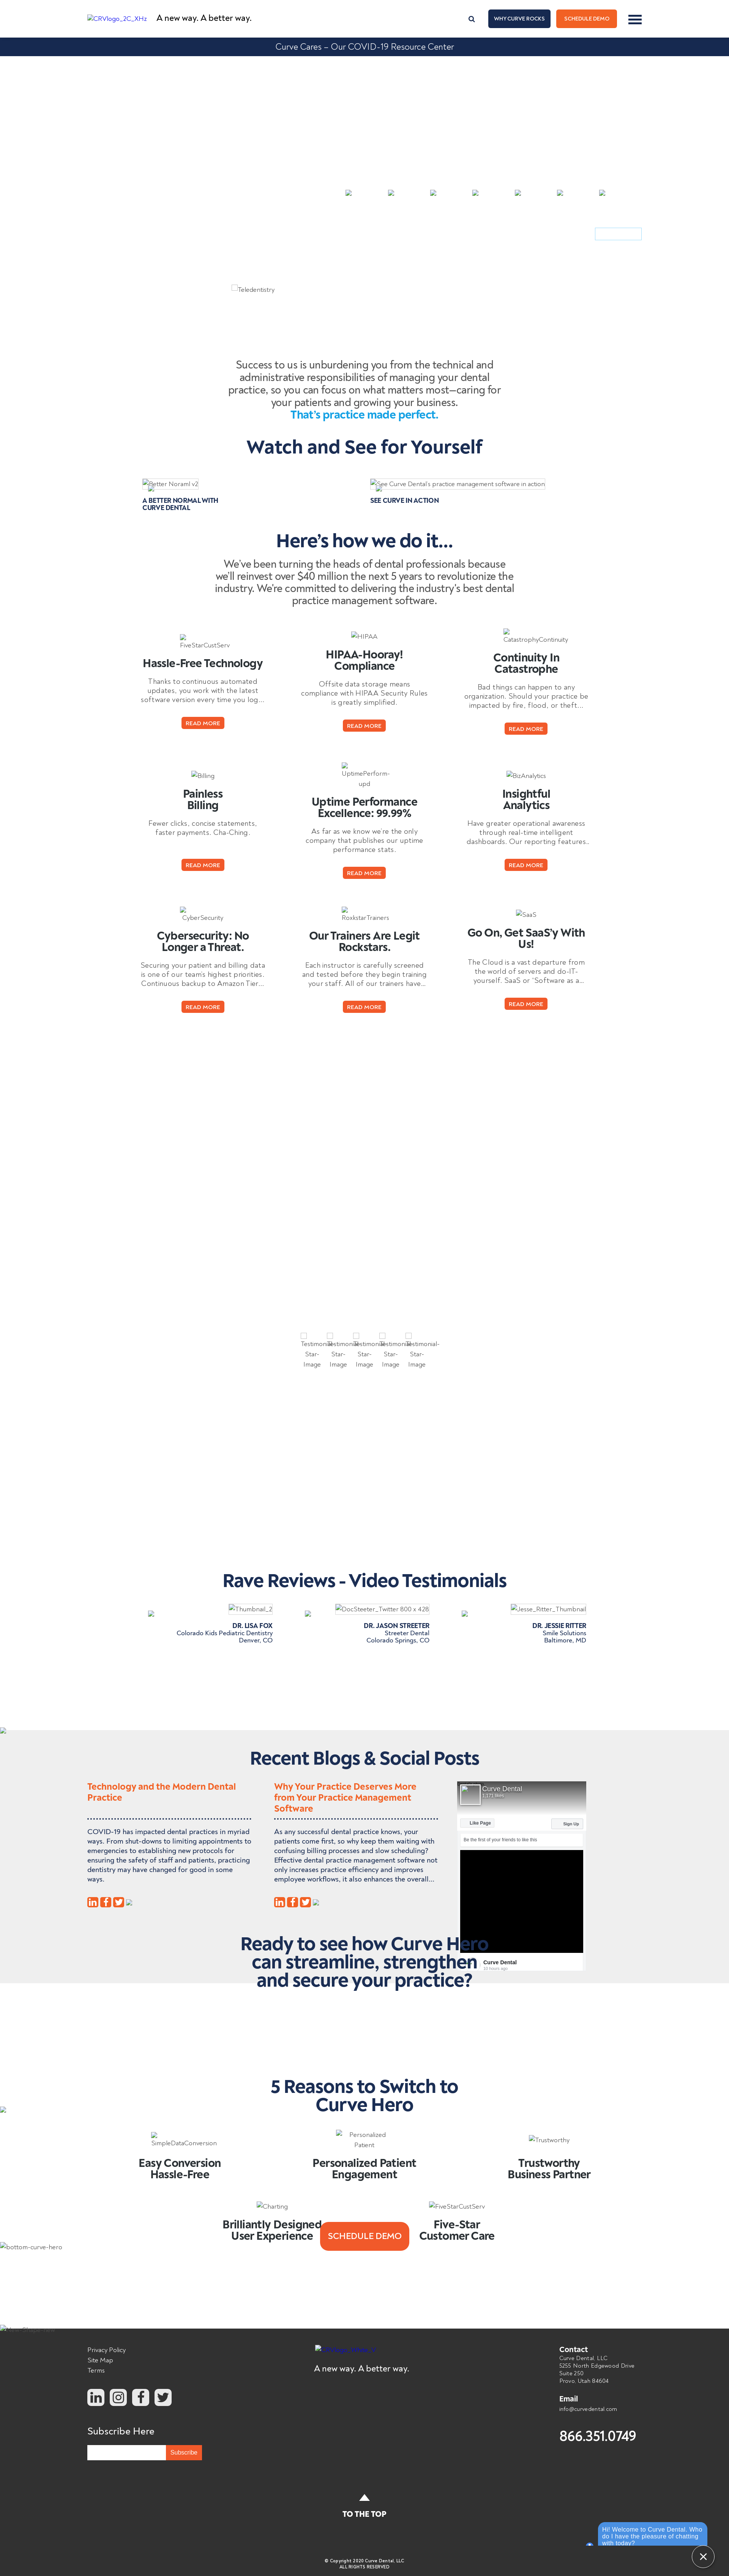 CRVlogo_2C_XHz
A new way. A better way.
WHY CURVE ROCKS
SCHEDULE DEMO
Curve Cares – Our COVID-19 Resource Center
Teledentistry
Success to us is unburdening you from the technical and
administrative responsibilities of managing your dental
practice, so you can focus on what matters most—caring for
your patients and growing your business.
That’s practice made perfect.
Watch and See for Yourself
Better Noraml v2
A BETTER NORMAL WITH
CURVE DENTAL
See Curve Dental's practice management software in action
SEE CURVE IN ACTION
Here’s how we do it...
We’ve been turning the heads of dental professionals because
we’ll reinvest over $40 million the next 5 years to revolutionize the
industry. We’re committed to delivering the industry’s best dental
practice management software.
FiveStarCustServ
Hassle-Free Technology
Thanks to continuous automated
updates, you work with the latest
software version every time you log...
READ MORE
HIPAA
HIPAA-Hooray!
Compliance
Offsite data storage means
compliance with HIPAA Security Rules
is greatly simplified.
READ MORE
CatastrophyContinuity
Continuity In
Catastrophe
Bad things can happen to any
organization. Should your practice be
impacted by fire, flood, or theft...
READ MORE
Billing
Painless
Billing
Fewer clicks, concise statements,
faster payments. Cha-Ching.
READ MORE
UptimePerform-
upd
Uptime Performance
Excellence: 99.99%
As far as we know we’re the only
company that publishes our uptime
performance stats.
READ MORE
BizAnalytics
Insightful
Analytics
Have greater operational awareness
through real-time intelligent
dashboards. Our reporting features..
READ MORE
CyberSecurity
Cybersecurity: No
Longer a Threat.
Securing your patient and billing data
is one of our team’s highest priorities.
Continuous backup to Amazon Tier...
READ MORE
RoxkstarTrainers
Our Trainers Are Legit
Rockstars.
Each instructor is carefully screened
and tested before they begin training
your staff. All of our trainers have...
READ MORE
SaaS
Go On, Get SaaS’y With
Us!
The Cloud is a vast departure from
the world of servers and do-IT-
yourself. SaaS or “Software as a...
READ MORE
Testimonial-Star-Image
Testimonial-Star-Image
Testimonial-Star-Image
Testimonial-Star-Image
Testimonial-Star-Image
Rave Reviews - Video Testimonials
Thumbnail_2
DR. LISA FOX
Colorado Kids Pediatric Dentistry
Denver, CO
DocSteeter_Twitter 800 x 428
DR. JASON STREETER
Streeter Dental
Colorado Springs, CO
Jesse_Ritter_Thumbnail
DR. JESSIE RITTER
Smile Solutions
Baltimore, MD
Recent Blogs & Social Posts
Technology and the Modern Dental
Practice
COVID-19 has impacted dental practices in myriad
ways. From shut-downs to limiting appointments to
emergencies to establishing new protocols for
ensuring the safety of staff and patients, practicing
dentistry may have changed for good in some
ways.
Why Your Practice Deserves More
from Your Practice Management
Software
As any successful dental practice knows, your
patients come first, so why keep them waiting with
confusing billing processes and slow scheduling?
Effective dental practice management software not
only increases practice efficiency and improves
employee workflows, it also enhances the overall...
Curve Dental
Like Page
Sign Up
Be the first of your friends to like this
Curve Dental
Ready to see how Curve Hero
can streamline, strengthen
and secure your practice?
5 Reasons to Switch to
Curve Hero
SimpleDataConversion
Easy Conversion
Hassle-Free
Personalized
Patient
Personalized Patient
Engagement
Trustworthy
Trustworthy
Business Partner
Charting
Brilliantly Designed
User Experience
SCHEDULE DEMO
FiveStarCustServ
Five-Star
Customer Care
bottom-curve-hero
Privacy Policy
Site Map
Terms
Subscribe Here
Subscribe
A new way. A better way.
Contact
Curve Dental. LLC
5255 North Edgewood Drive
Suite 250
Provo, Utah 84604
Email
info@curvedental.com
866.351.0749
TO THE TOP
Hi! Welcome to Curve Dental. Who
do I have the pleasure of chatting
with today?
© Copyright 2020 Curve Dental, LLC
ALL RIGHTS RESERVED